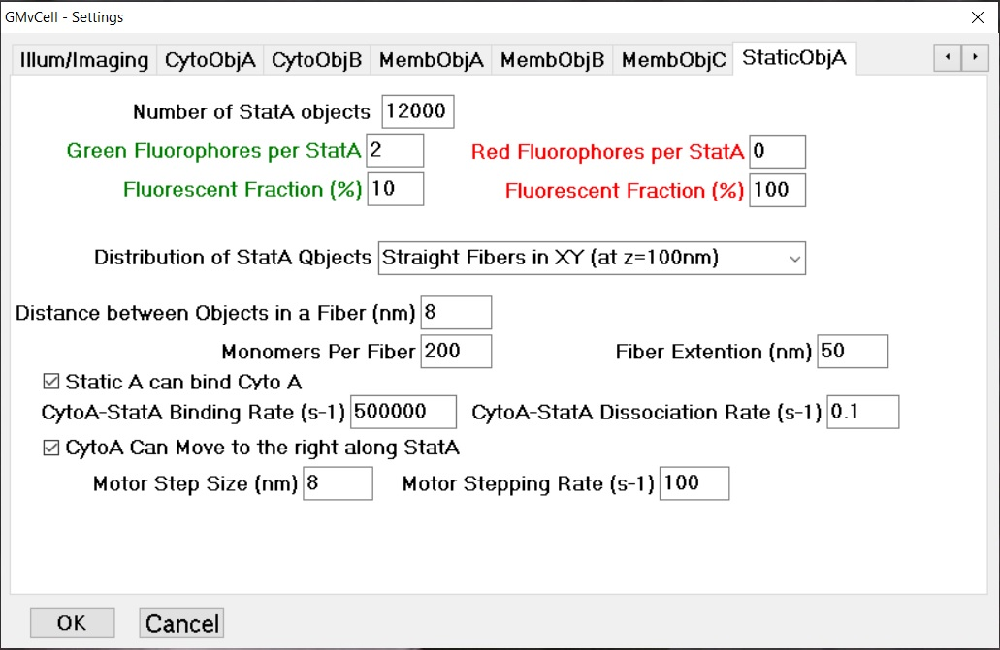 GMvCell - Settings
Illum/Imaging CytoObjA CytoObjB MembObjA MembObjB MembObjC StaticObjA
Number of StatA objects 12000
Green Fluorophores per StatA 2 Red Fluorophores per StatA 0
Fluorescent Fraction (%) 10 Fluorescent Fraction (%) 100
Distribution of StatA Qbjects Straight Fibers in XY (at z=100nm)
Distance between Objects in a Fiber (nm) 8
Monomers Per Fiber 200 Fiber Extention (nm) 50
Static A can bind Cyto A
CytoA-StatA Binding Rate (s-1) 500000 CytoA-StatA Dissociation Rate (s-1) 0.1
CytoA Can Move to the right along StatA
Motor Step Size (nm) 8 Motor Stepping Rate (s-1) 100
OK Cancel